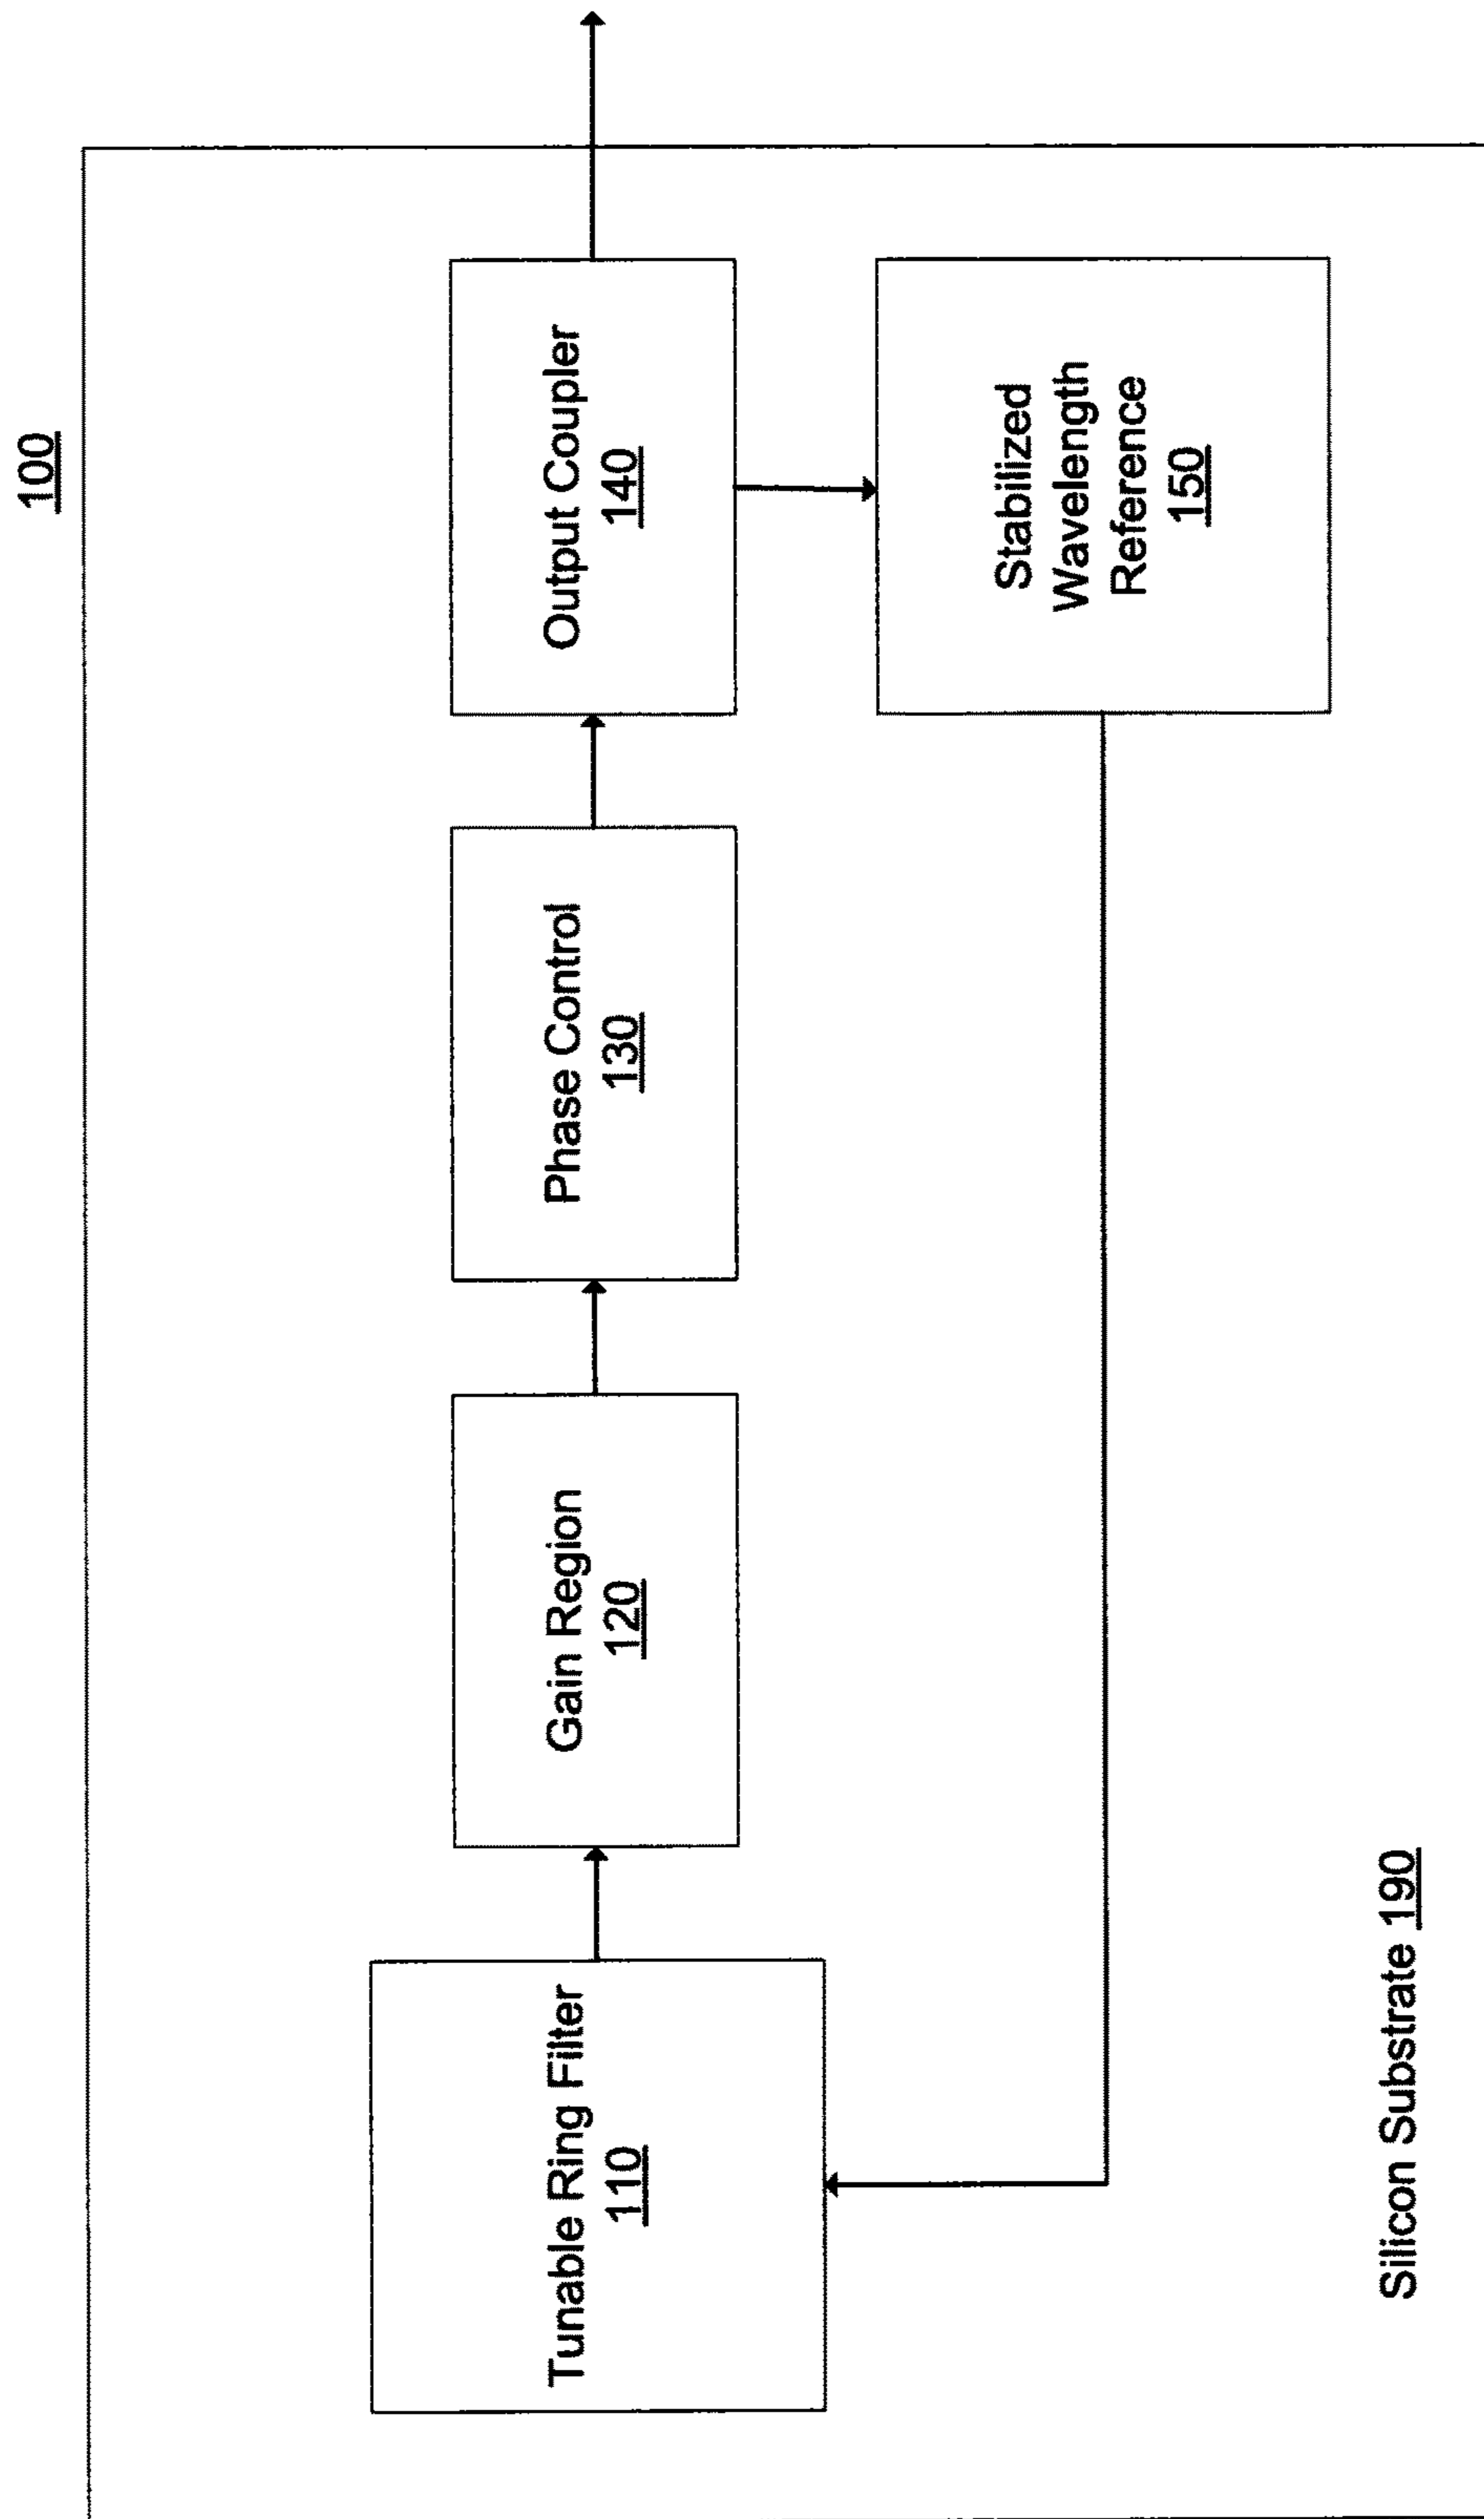 100
Tunable Ring Filter
110
Gain Region
120
Phase Control
130
Output Coupler
140
Stabilized
Wavelength
Reference
150
Silicon Substrate 190